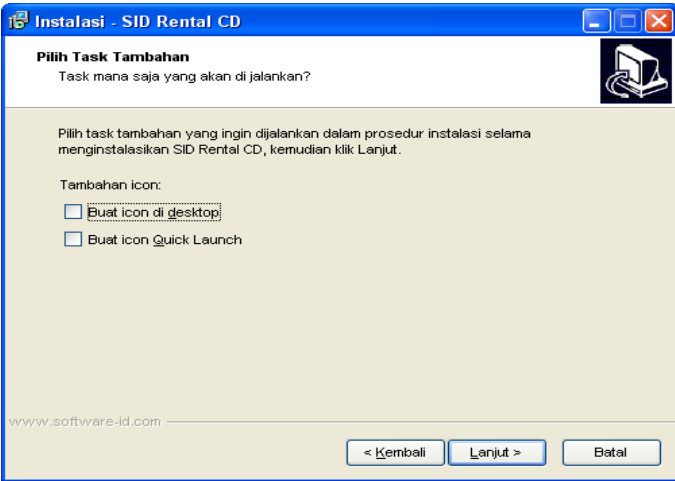 Instalasi - SID Rental CD
Pilih Task Tambahan
Task mana saja yang akan di jalankan?
Pilih task tambahan yang ingin dijalankan dalam prosedur instalasi selama
menginstalasikan SID Rental CD, kemudian klik Lanjut.
Tambahan icon:
Buat icon di desktop
Buat icon Quick Launch
www.software-id.com
< Kembali
Lanjut >
Batal